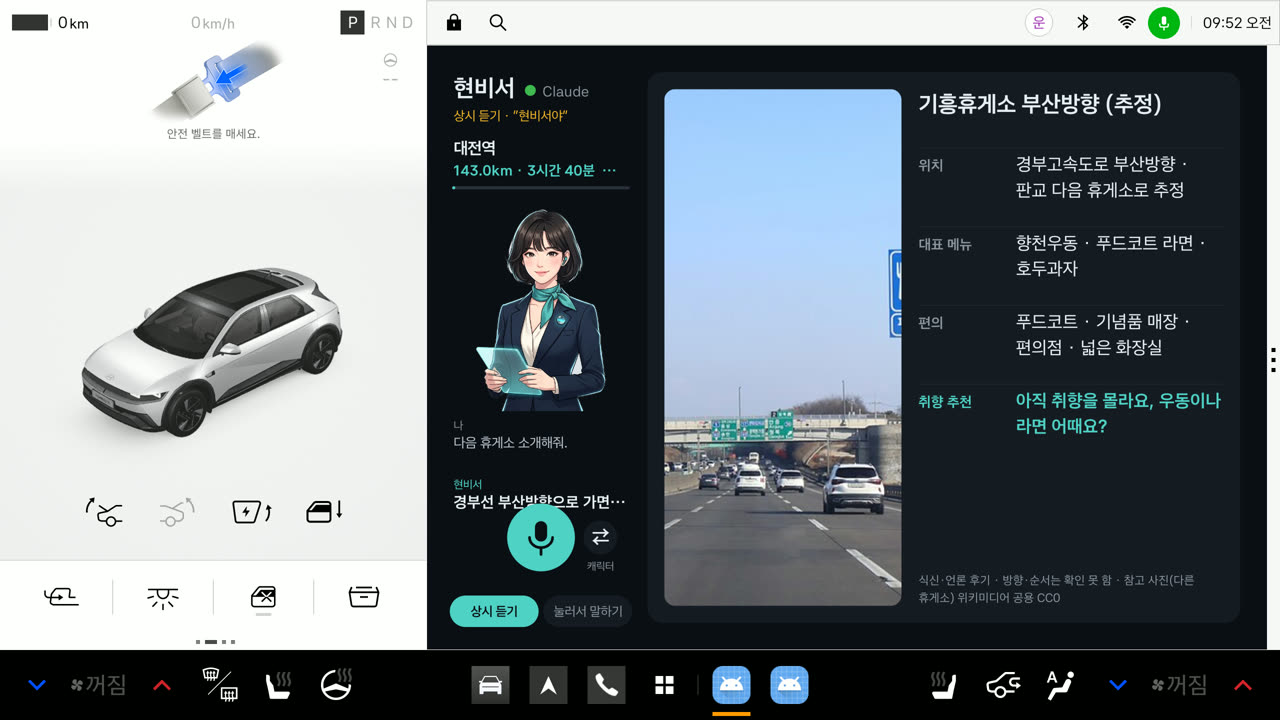 0 km
0 km/h
P R N D
--
안전 벨트를 매세요.
운
09:52 오전
현비서 Claude
상시 듣기 · “현비서야”
대전역
143.0km · 3시간 40분 ···
나
다음 휴게소 소개해줘.
현비서
경부선 부산방향으로 가면···
캐릭터
상시 듣기
눌러서 말하기
기흥휴게소 부산방향 (추정)
위치
경부고속도로 부산방향 ·
판교 다음 휴게소로 추정
대표 메뉴
향천우동 · 푸드코트 라면 ·
호두과자
편의
푸드코트 · 기념품 매장 ·
편의점 · 넓은 화장실
취향 추천
아직 취향을 몰라요, 우동이나
라면 어때요?
식신·언론 후기 · 방향·순서는 확인 못 함 · 참고 사진(다른
휴게소) 위키미디어 공용 CC0
꺼짐
A
꺼짐